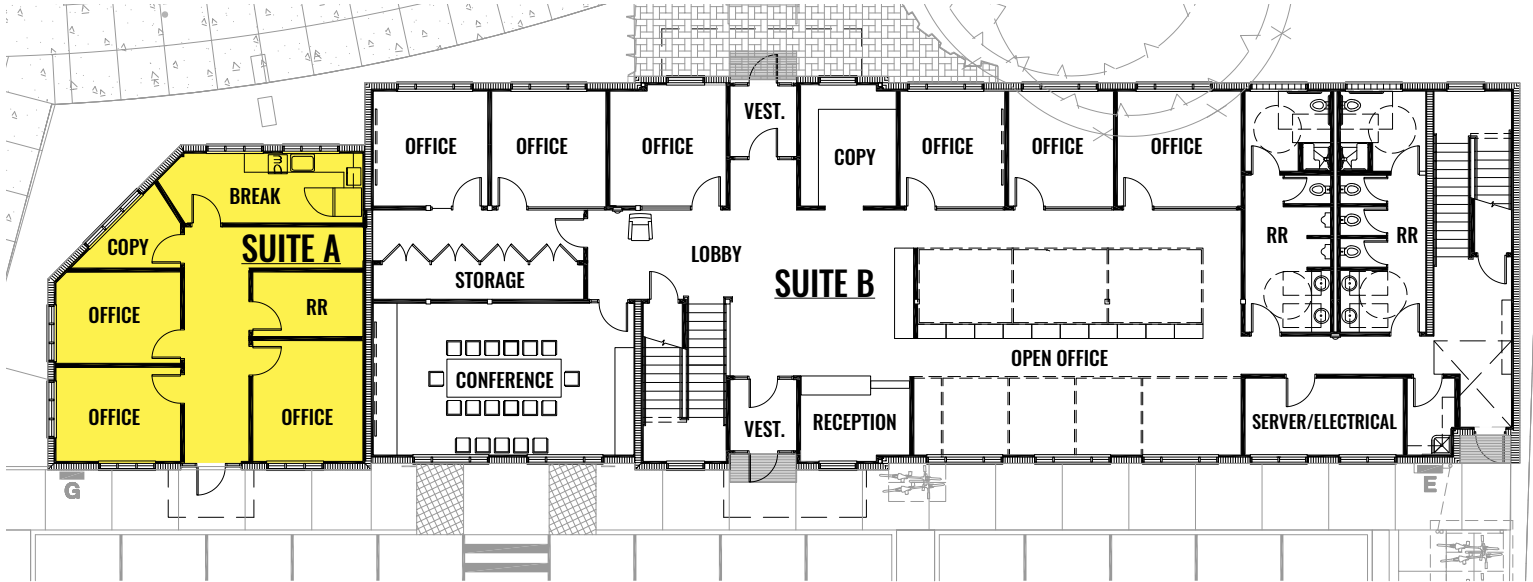 OFFICE
OFFICE
OFFICE
VEST.
COPY
OFFICE
OFFICE
OFFICE
BREAK
COPY
SUITE A
OFFICE
RR
OFFICE
OFFICE
STORAGE
LOBBY
SUITE B
RR
RR
CONFERENCE
OPEN OFFICE
VEST.
RECEPTION
SERVER/ELECTRICAL
G
E